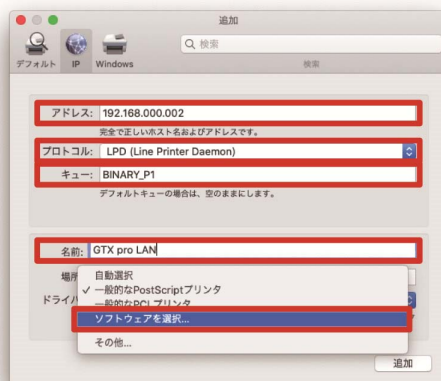 追加
検索
デフォルト IP Windows
検索
アドレス: 192.168.000.002
完全で正しいホスト名およびアドレスです。
プロトコル: LPD (Line Printer Daemon)
キュー: BINARY_P1
デフォルトキューの場合は、空のままにします。
名前: GTX pro LAN
場所
自動選択
✓ 一般的なPostScriptプリンタ
一般的なPCLプリンタ
ドライバ
ソフトウェアを選択...
その他...
追加